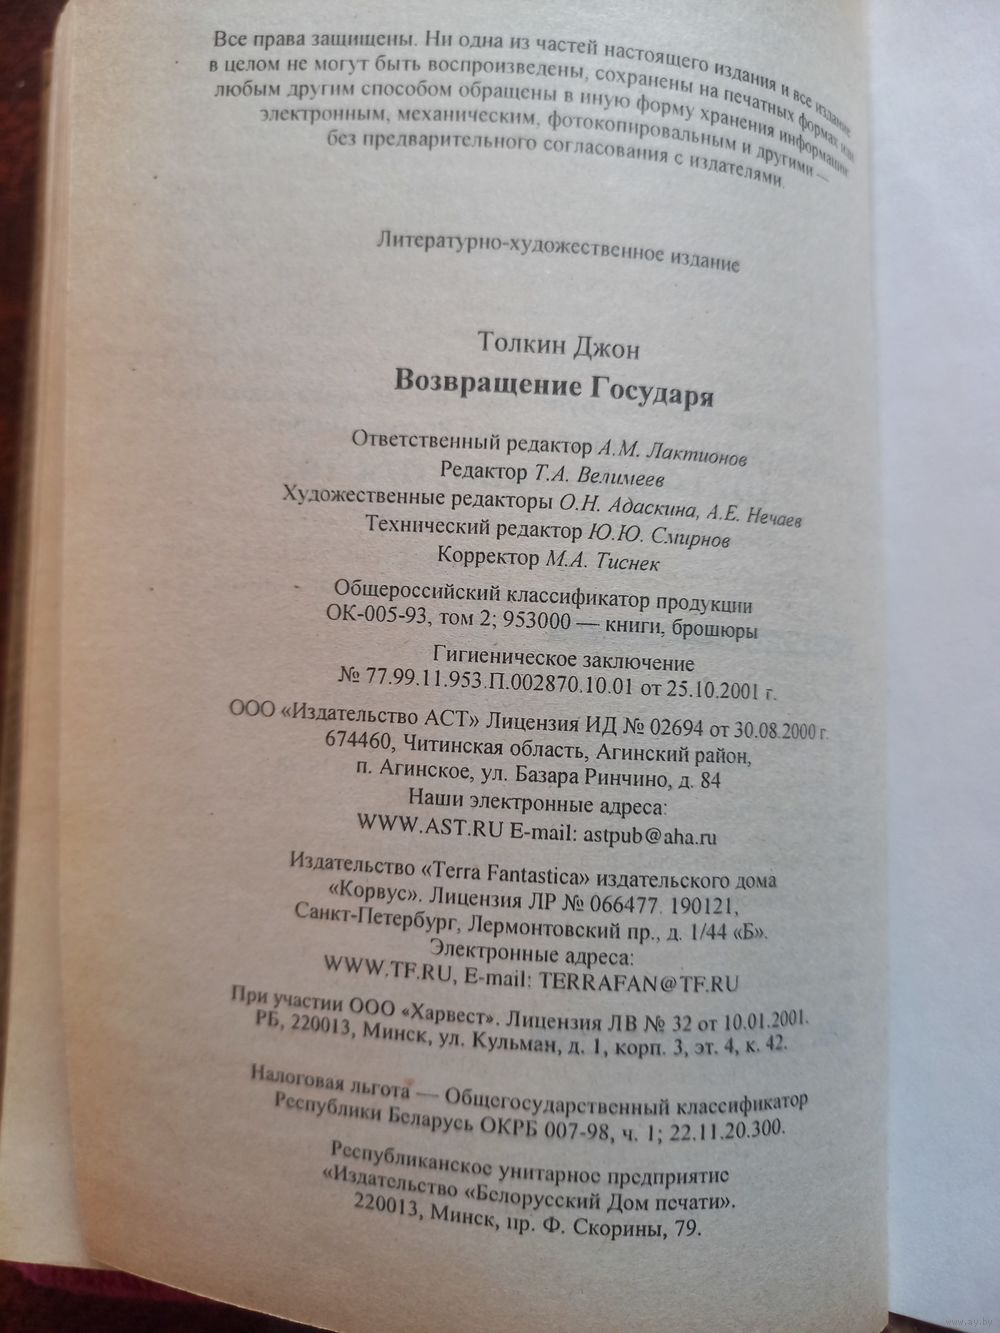 Все права защищены. Ни одна из частей настоящего издания и все издание
в целом не могут быть воспроизведены, сохранены на печатных формах или
любым другим способом обращены в иную форму хранения информации:
электронным, механическим, фотокопировальным и другими —
без предварительного согласования с издателями.
Литературно-художественное издание
Толкин Джон
Возвращение Государя
Ответственный редактор А.М. Лактионов
Редактор Т.А. Велимеев
Художественные редакторы О.Н. Адаскина, А.Е. Нечаев
Технический редактор Ю.Ю. Смирнов
Корректор М.А. Тиснек
Общероссийский классификатор продукции
ОК-005-93, том 2; 953000 — книги, брошюры
Гигиеническое заключение
№ 77.99.11.953.П.002870.10.01 от 25.10.2001 г.
ООО «Издательство АСТ» Лицензия ИД № 02694 от 30.08.2000 г.
674460, Читинская область, Агинский район,
п. Агинское, ул. Базара Ринчино, д. 84
Наши электронные адреса:
WWW.AST.RU E-mail: astpub@aha.ru
Издательство «Terra Fantastica» издательского дома
«Корвус». Лицензия ЛР № 066477. 190121,
Санкт-Петербург, Лермонтовский пр., д. 1/44 «Б».
Электронные адреса:
WWW.TF.RU, E-mail: TERRAFAN@TF.RU
При участии ООО «Харвест». Лицензия ЛВ № 32 от 10.01.2001.
РБ, 220013, Минск, ул. Кульман, д. 1, корп. 3, эт. 4, к. 42.
Налоговая льгота — Общегосударственный классификатор
Республики Беларусь ОКРБ 007-98, ч. 1; 22.11.20.300.
Республиканское унитарное предприятие
«Издательство «Белорусский Дом печати».
220013, Минск, пр. Ф. Скорины, 79.
www.ay.by